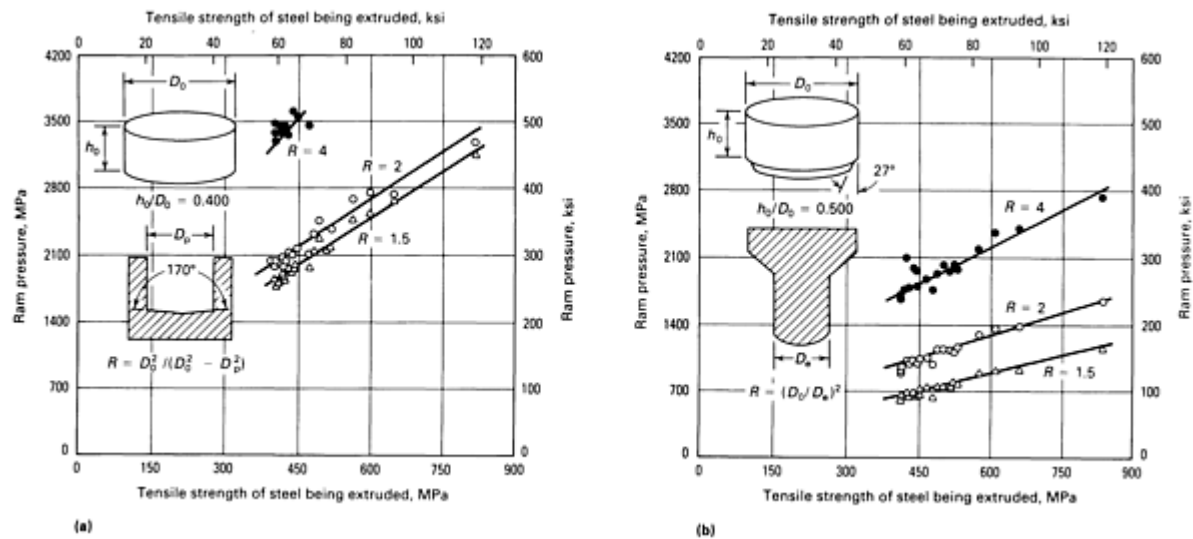 Tensile strength of steel being extruded, ksi
0 20 40 60 80 100 120
4200 3500 2800 2100 1400 700 0
Ram pressure, MPa
600 500 400 300 200 100 0
Ram pressure, ksi
D₀
h₀
h₀/D₀ = 0.400
Dₚ
170°
R = D₀²/(D₀² − Dₚ²)
R = 4
R = 2
R = 1.5
0 150 300 450 600 750 900
Tensile strength of steel being extruded, MPa
(a)
Tensile strength of steel being extruded, ksi
0 20 40 60 80 100 120
4200 3500 2800 2100 1400 700 0
Ram pressure, MPa
600 500 400 300 200 100 0
Ram pressure, ksi
D₀
h₀
27°
h₀/D₀ = 0.500
Dₑ
R = (D₀/Dₑ)²
R = 4
R = 2
R = 1.5
0 150 300 450 600 750 900
Tensile strength of steel being extruded, MPa
(b)